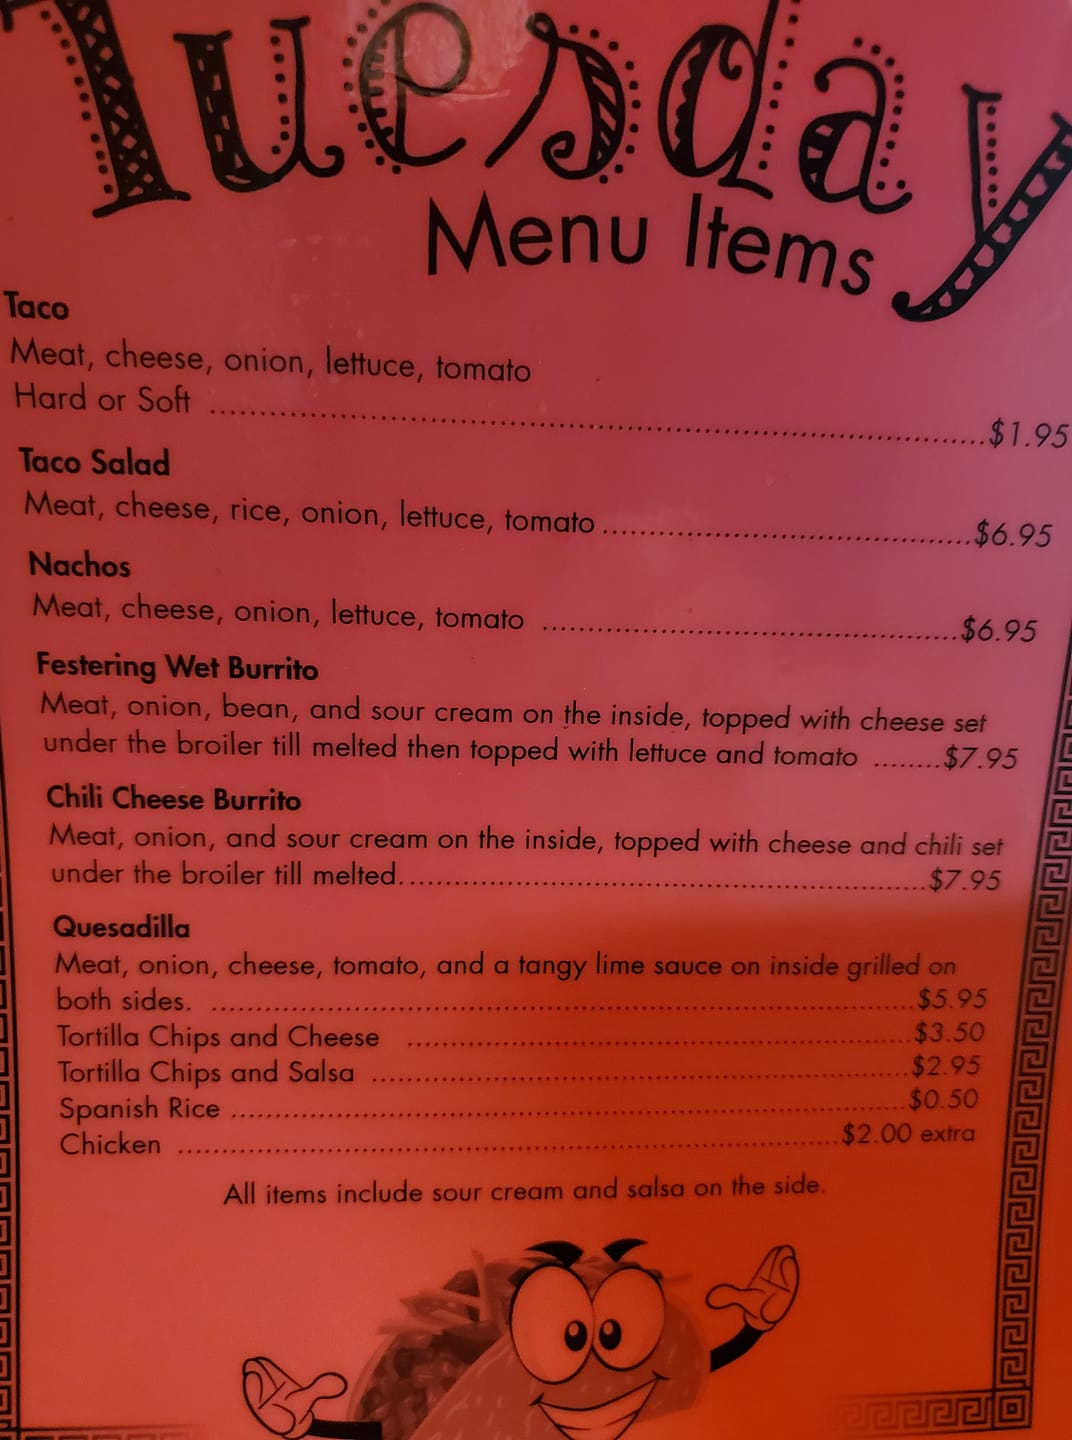 Tuesday
Menu Items
Taco
Meat, cheese, onion, lettuce, tomato
Hard or Soft ........................................................................................$1.95
Taco Salad
Meat, cheese, rice, onion, lettuce, tomato..........................................$6.95
Nachos
Meat, cheese, onion, lettuce, tomato ................................................$6.95
Festering Wet Burrito
Meat, onion, bean, and sour cream on the inside, topped with cheese set
under the broiler till melted then topped with lettuce and tomato ........$7.95
Chili Cheese Burrito
Meat, onion, and sour cream on the inside, topped with cheese and chili set
under the broiler till melted.............................................................$7.95
Quesadilla
Meat, onion, cheese, tomato, and a tangy lime sauce on inside grilled on
both sides. ....................................................................................$5.95
Tortilla Chips and Cheese ............................................................$3.50
Tortilla Chips and Salsa ................................................................$2.95
Spanish Rice ................................................................................$0.50
Chicken ..............................................................................$2.00 extra
All items include sour cream and salsa on the side.